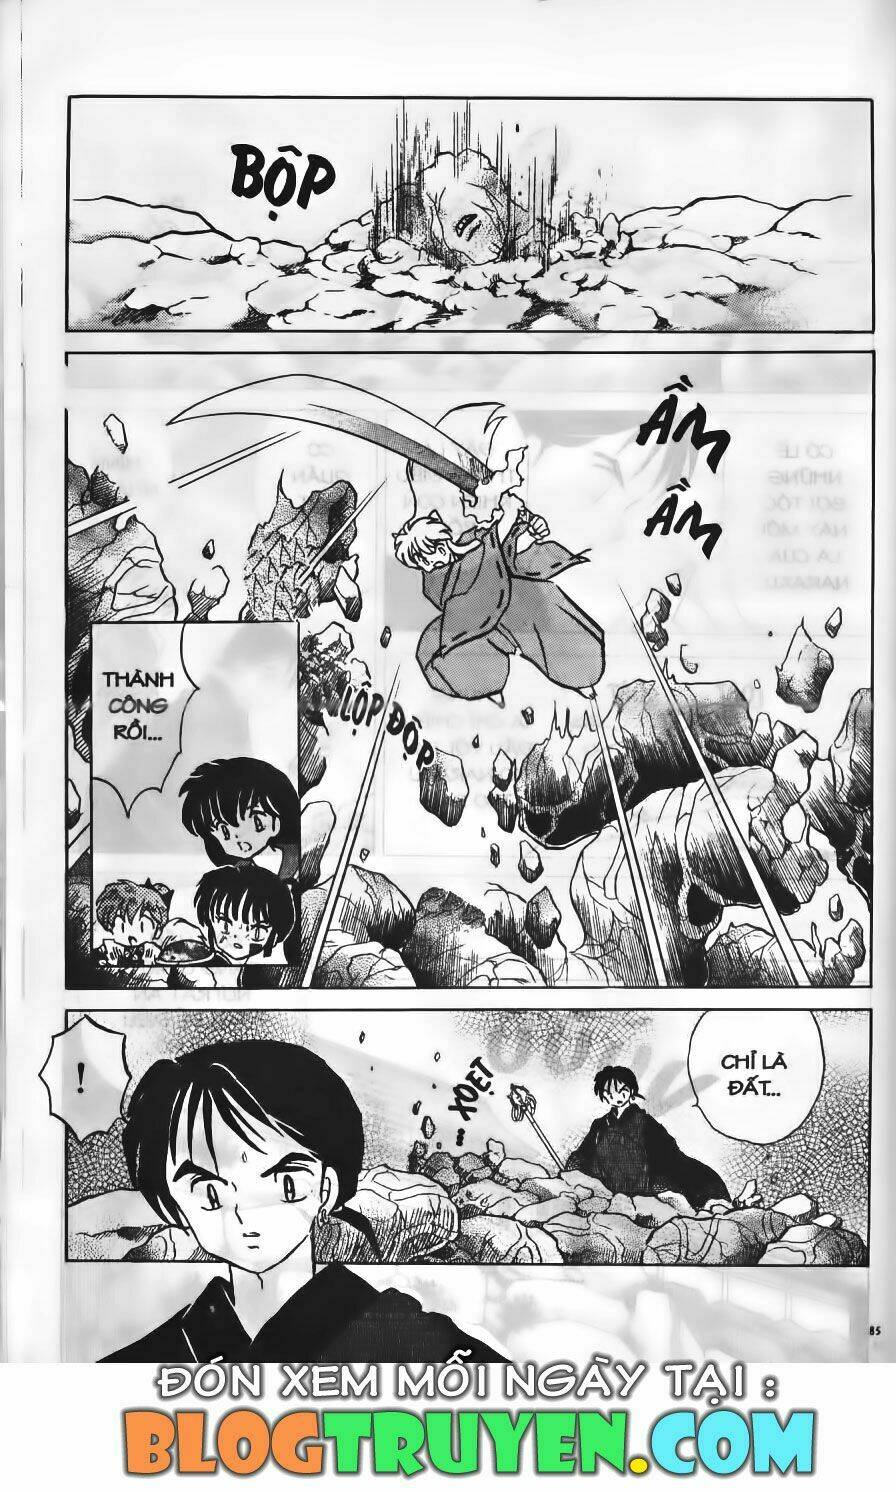 BỘP
ẦM
ẦM
THÀNH
CÔNG
RỒI...
LỘP ĐỘP
!
... XOẸT
CHỈ LÀ
ĐẤT...
85
ĐÓN XEM MỖI NGÀY TẠI :
BLOGTRUYEN.COM